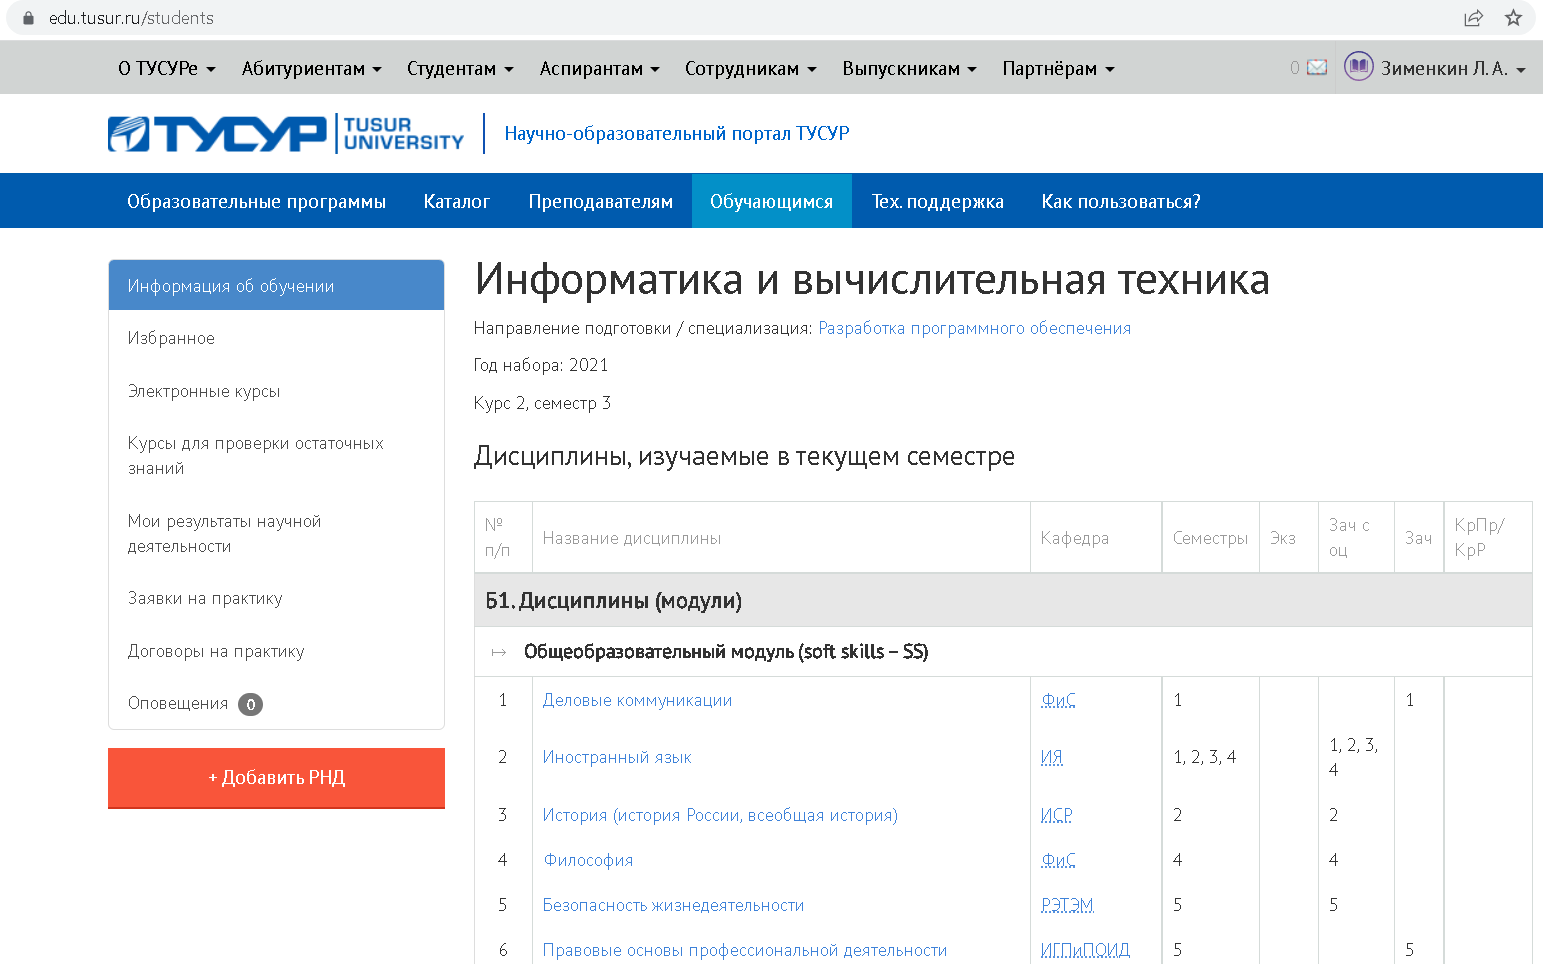 edu.tusur.ru/students
О ТУСУРе Абитуриентам Студентам Аспирантам Сотрудникам Выпускникам Партнёрам 0 Зименкин Л. А.
ТУСУР TUSUR UNIVERSITY Научно-образовательный портал ТУСУР
Образовательные программы Каталог Преподавателям Обучающимся Тех. поддержка Как пользоваться?
Информация об обучении
Избранное
Электронные курсы
Курсы для проверки остаточных
знаний
Мои результаты научной
деятельности
Заявки на практику
Договоры на практику
Оповещения 0
+ Добавить РНД
Информатика и вычислительная техника
Направление подготовки / специализация: Разработка программного обеспечения
Год набора: 2021
Курс 2, семестр 3
Дисциплины, изучаемые в текущем семестре
№ п/п Название дисциплины Кафедра Семестры Экз Зач с оц Зач КрПр/ КрР
Б1. Дисциплины (модули)
↦ Общеобразовательный модуль (soft skills – SS)
1 Деловые коммуникации ФиС 1 1
2 Иностранный язык ИЯ 1, 2, 3, 4 1, 2, 3, 4
3 История (история России, всеобщая история) ИСР 2 2
4 Философия ФиС 4 4
5 Безопасность жизнедеятельности РЭТЭМ 5 5
6 Правовые основы профессиональной деятельности ИГПиПОИД 5 5